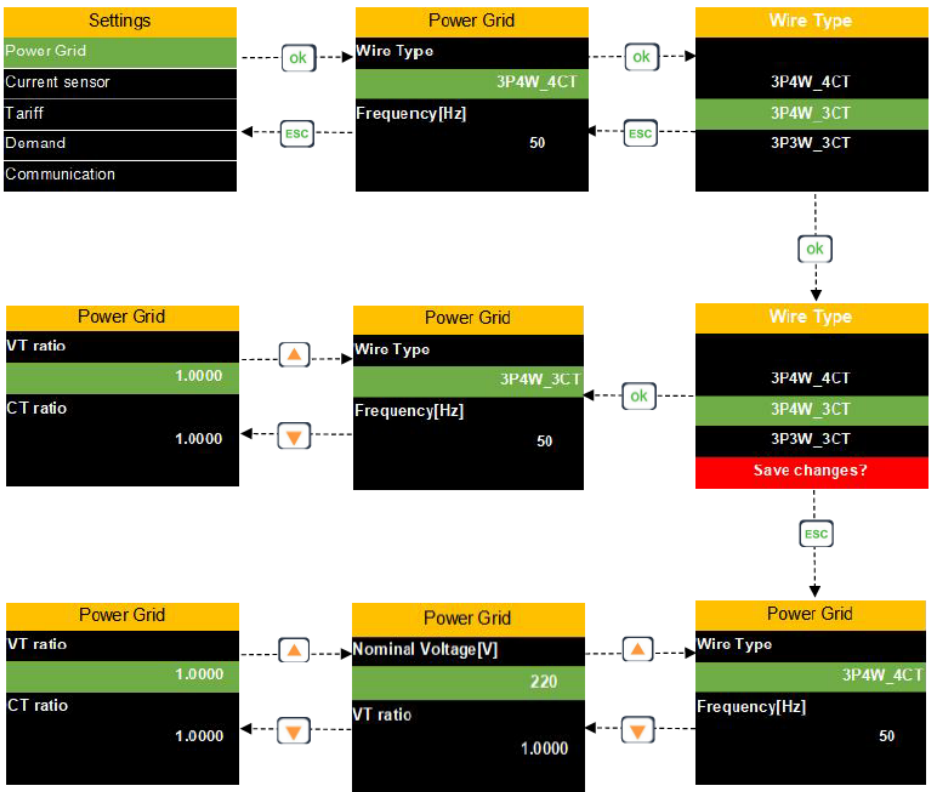 Settings
Power Grid
Current sensor
Tariff
Demand
Communication
ok
ESC
Power Grid
Wire Type
3P4W_4CT
Frequency[Hz]
50
ok
ESC
Wire Type
3P4W_4CT
3P4W_3CT
3P3W_3CT
ok
Power Grid
VT ratio
1.0000
CT ratio
1.0000
Power Grid
Wire Type
3P4W_3CT
Frequency[Hz]
50
ok
Wire Type
3P4W_4CT
3P4W_3CT
3P3W_3CT
Save changes?
ESC
Power Grid
VT ratio
1.0000
CT ratio
1.0000
Power Grid
Nominal Voltage[V]
220
VT ratio
1.0000
Power Grid
Wire Type
3P4W_4CT
Frequency[Hz]
50